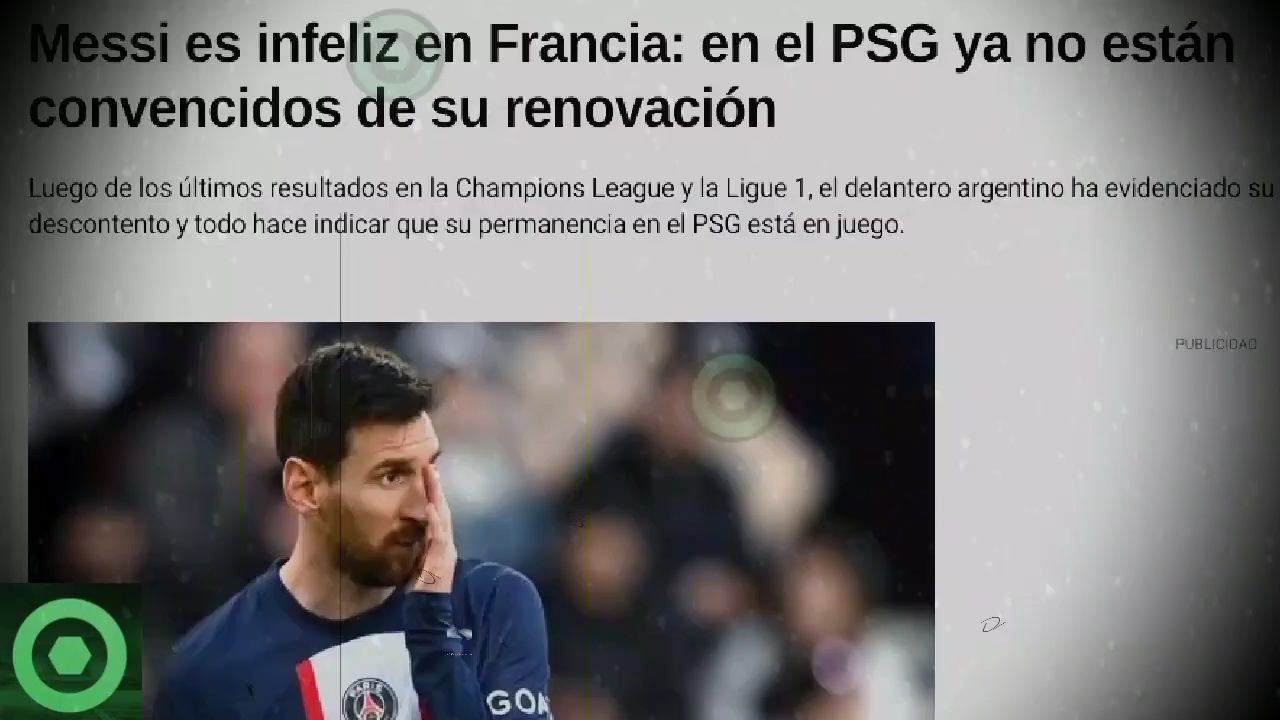 Messi es infeliz en Francia: en el PSG ya no están
convencidos de su renovación
Luego de los últimos resultados en la Champions League y la Ligue 1, el delantero argentino ha evidenciado su
descontento y todo hace indicar que su permanencia en el PSG está en juego.
PUBLICIDAD
PARIS
GOA